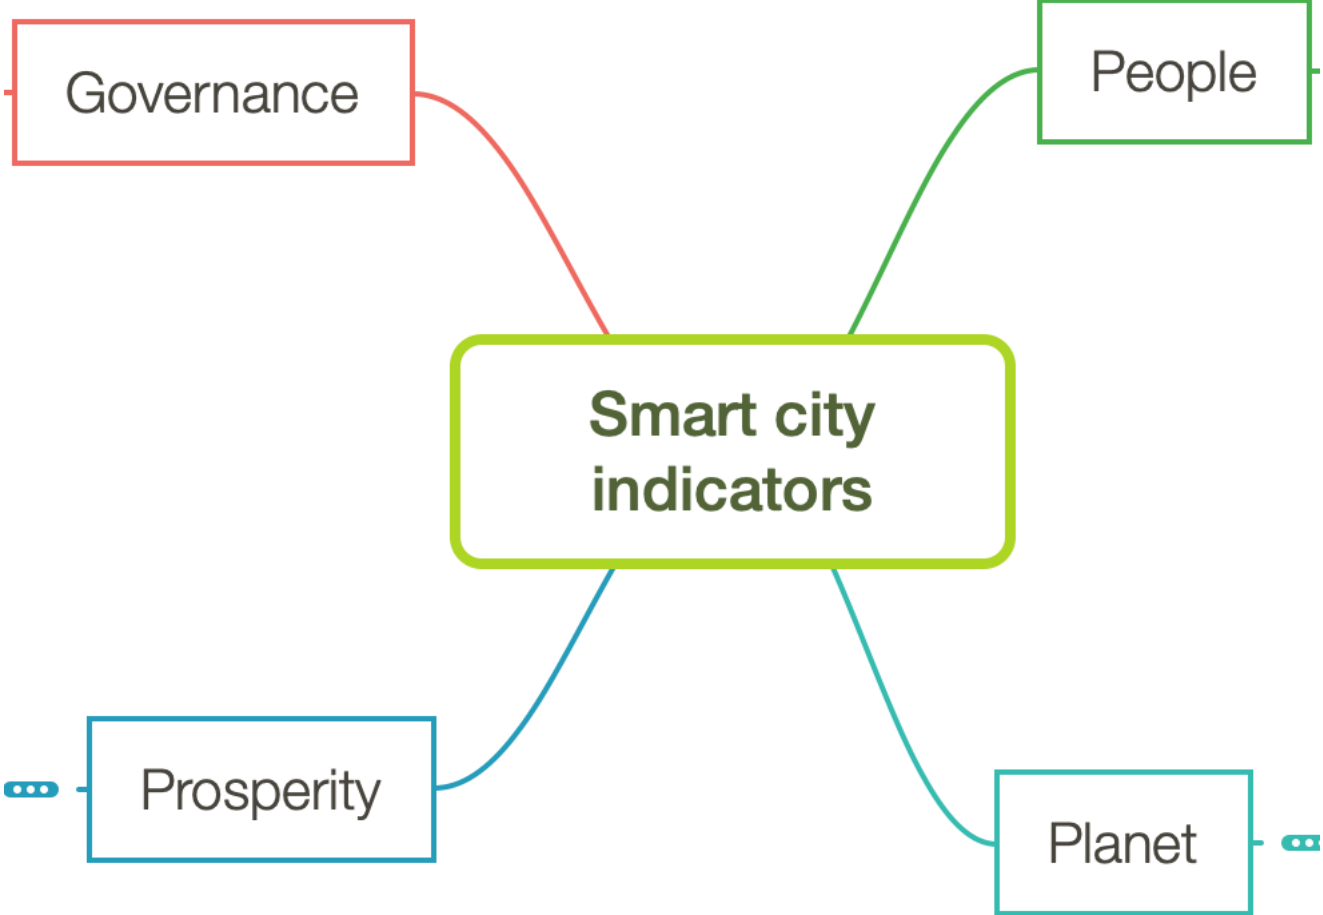 Governance
People
Smart city
indicators
Prosperity
Planet